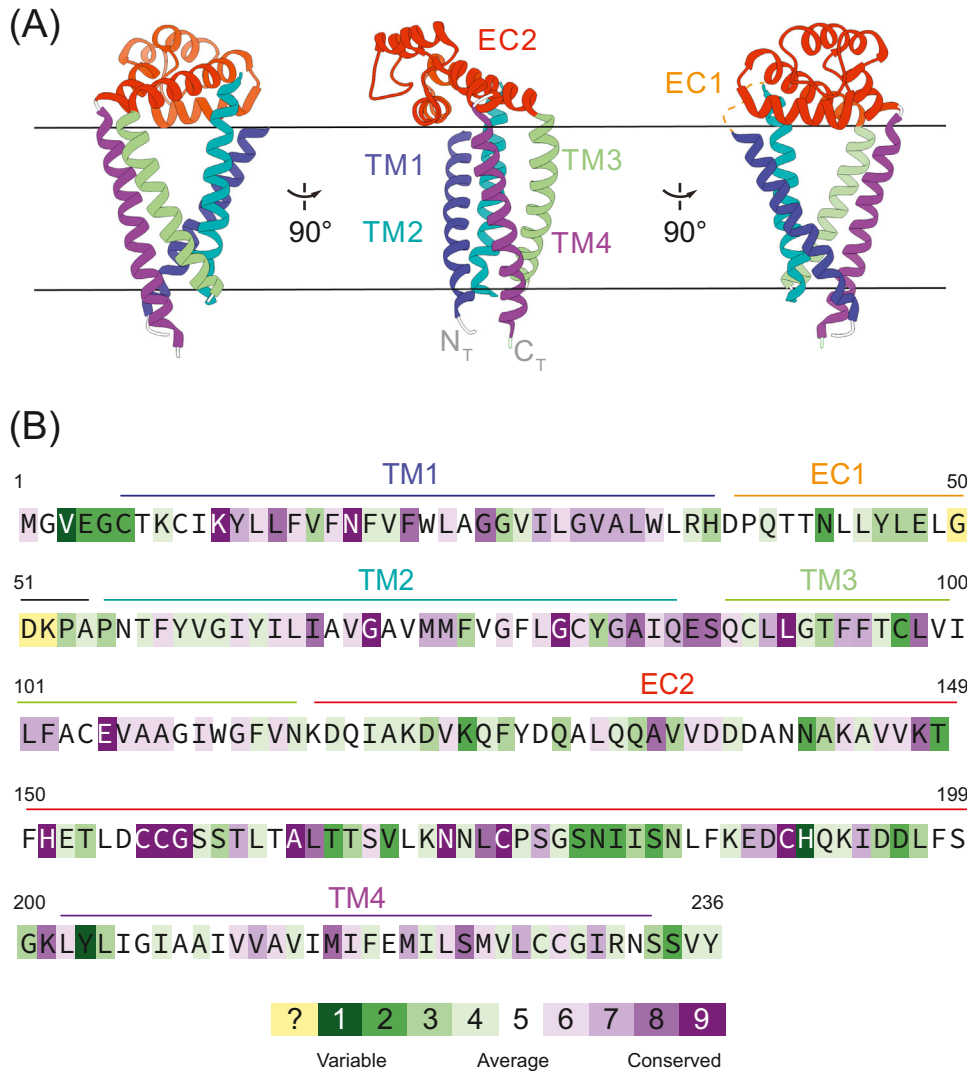 (A)
EC2
EC1
TM1
TM3
TM2
TM4
90°
90°
N_T
C_T
(B)
1 TM1 EC1 50
MGVEGCTKCIKYLLFVFNFVFWLAGGVILGVALWLRHDPQTTNLLYLELG
51 TM2 TM3 100
DKPAPNTFYVGIYILIAVGAVMMFVGFLGCYGAIQESQCLLGTFFTCLVI
101 EC2 149
LFACEVAAGIWGFVNKDQIAKDVKQFYDQALQQAVVDDDANNAKAVVKT
150 199
FHETLDCCGSSTLTALTTSVLKNNLCPSGSNIISNLFKEDCHQKIDDLFS
200 TM4 236
GKLYLIGIAAIVVAVIMIFEMILSMVLCCGIRNSSVY
? 1 2 3 4 5 6 7 8 9
Variable Average Conserved